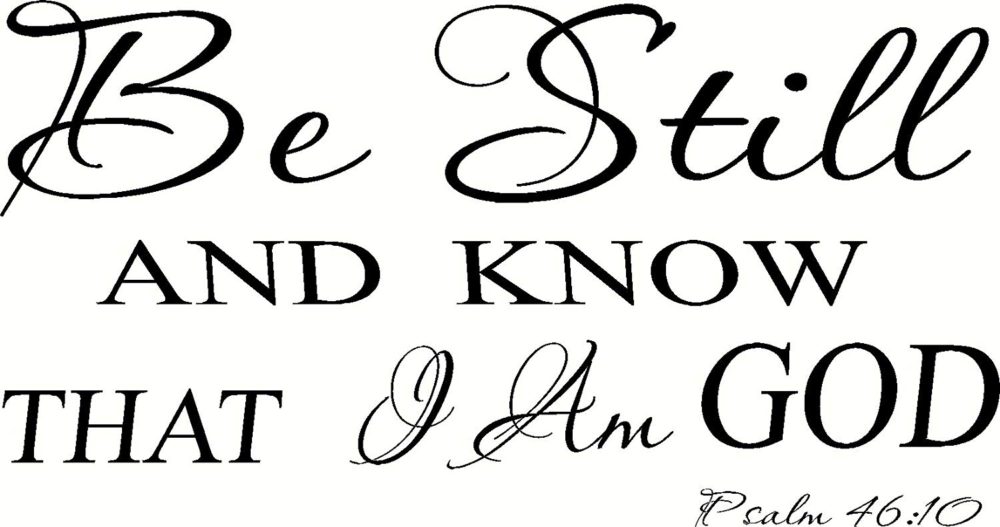 Be Still
AND KNOW
THAT I Am GOD
Psalm 46:10